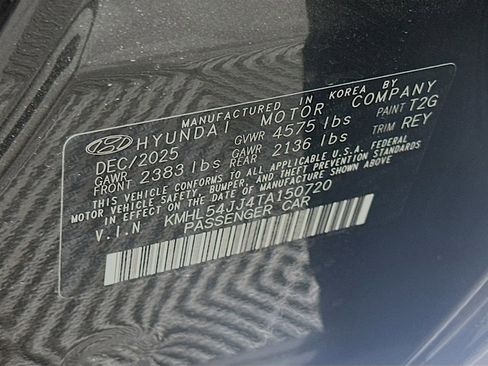 MANUFACTURED IN KOREA BY
HYUNDAI MOTOR COMPANY
DEC/2025 GVWR 4575 lbs PAINT T2G
GAWR FRONT 2383 lbs GAWR REAR 2136 lbs TRIM REY
THIS VEHICLE CONFORMS TO ALL APPLICABLE U.S.A. FEDERAL
MOTOR VEHICLE SAFETY, BUMPER, AND THEFT PREVENTION STANDARDS
IN EFFECT ON THE DATE OF MANUFACTURE SHOWN ABOVE.
V.I.N KMHL54JJ4TA150720
PASSENGER CAR